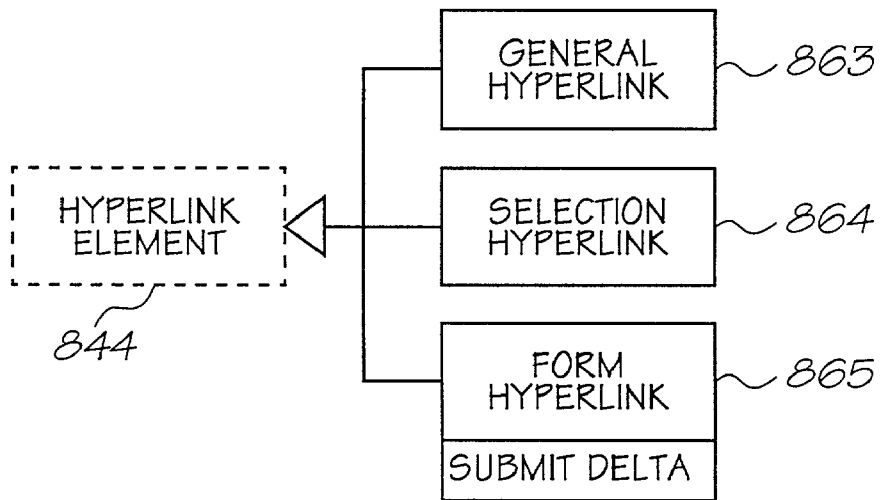 GENERAL
HYPERLINK
863
HYPERLINK
ELEMENT
844
SELECTION
HYPERLINK
864
FORM
HYPERLINK
865
SUBMIT DELTA